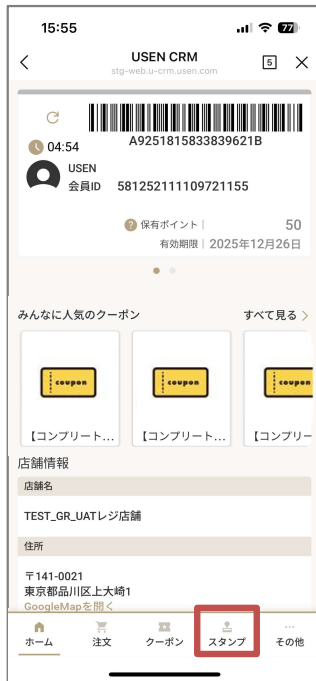 15:55
77
USEN CRM
stg-web.u-crm.usen.com
5
04:54
A9251815833839621B
USEN
会員ID 581252111109721155
? 保有ポイント | 50
有効期限 | 2025年12月26日
みんなに人気のクーポン
すべて見る >
coupon
coupon
coupon
【コンプリート...
【コンプリート...
【コンプリー
店舗情報
店舗名
TEST_GR_UATレジ店舗
住所
〒141-0021
東京都品川区上大崎1
GoogleMapを開く
ホーム
注文
クーポン
スタンプ
その他